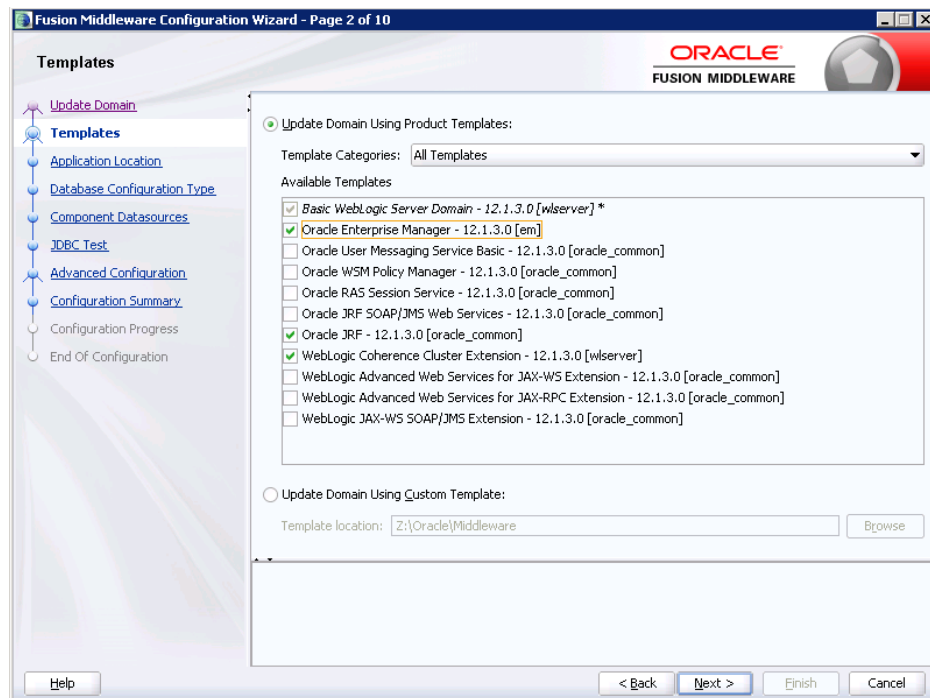 Fusion Middleware Configuration Wizard - Page 2 of 10
Templates
ORACLE
FUSION MIDDLEWARE
Update Domain
Templates
Application Location
Database Configuration Type
Component Datasources
JDBC Test
Advanced Configuration
Configuration Summary
Configuration Progress
End Of Configuration
Update Domain Using Product Templates:
Template Categories: All Templates
Available Templates
Basic WebLogic Server Domain - 12.1.3.0 [wlserver] *
Oracle Enterprise Manager - 12.1.3.0 [em]
Oracle User Messaging Service Basic - 12.1.3.0 [oracle_common]
Oracle WSM Policy Manager - 12.1.3.0 [oracle_common]
Oracle RAS Session Service - 12.1.3.0 [oracle_common]
Oracle JRF SOAP/JMS Web Services - 12.1.3.0 [oracle_common]
Oracle JRF - 12.1.3.0 [oracle_common]
WebLogic Coherence Cluster Extension - 12.1.3.0 [wlserver]
WebLogic Advanced Web Services for JAX-WS Extension - 12.1.3.0 [oracle_common]
WebLogic Advanced Web Services for JAX-RPC Extension - 12.1.3.0 [oracle_common]
WebLogic JAX-WS SOAP/JMS Extension - 12.1.3.0 [oracle_common]
Update Domain Using Custom Template:
Template location: Z:\Oracle\Middleware Browse
Help < Back Next > Finish Cancel